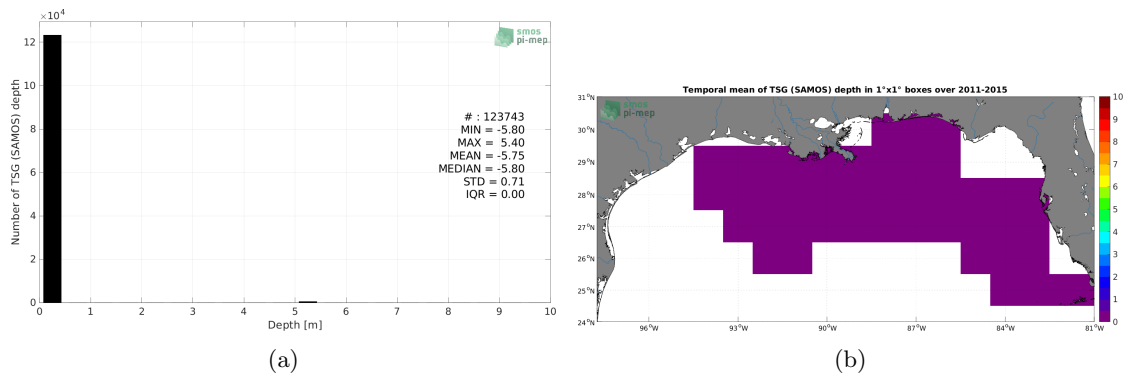 ×10⁴
smos
pi-mep
12
10
8
6
4
2
0
Number of TSG (SAMOS) depth
# : 123743
MIN = -5.80
MAX = 5.40
MEAN = -5.75
MEDIAN = -5.80
STD = 0.71
IQR = 0.00
0 1 2 3 4 5 6 7 8 9 10
Depth [m]
(a)
Temporal mean of TSG (SAMOS) depth in 1°x1° boxes over 2011-2015
smos
pi-mep
31°N
30°N
29°N
28°N
27°N
26°N
25°N
24°N
96°W 93°W 90°W 87°W 84°W 81°W
10
9
8
7
6
5
4
3
2
1
0
(b)